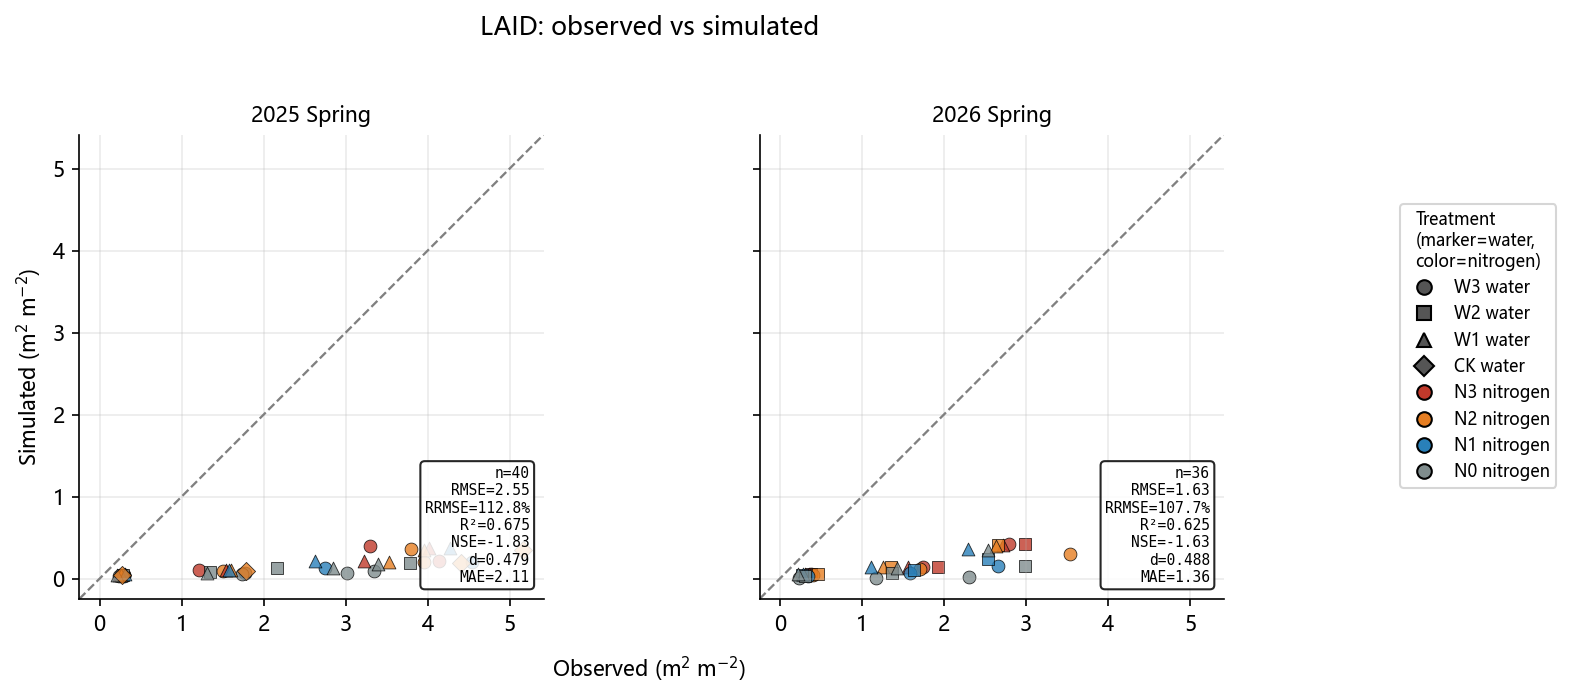 LAID: observed vs simulated
2025 Spring
2026 Spring
Simulated (m² m⁻²)
5
4
3
2
1
0
0 1 2 3 4 5
n=40
RMSE=2.55
RRMSE=112.8%
R²=0.675
NSE=-1.83
d=0.479
MAE=2.11
0 1 2 3 4 5
n=36
RMSE=1.63
RRMSE=107.7%
R²=0.625
NSE=-1.63
d=0.488
MAE=1.36
Observed (m² m⁻²)
Treatment
(marker=water,
color=nitrogen)
W3 water
W2 water
W1 water
CK water
N3 nitrogen
N2 nitrogen
N1 nitrogen
N0 nitrogen